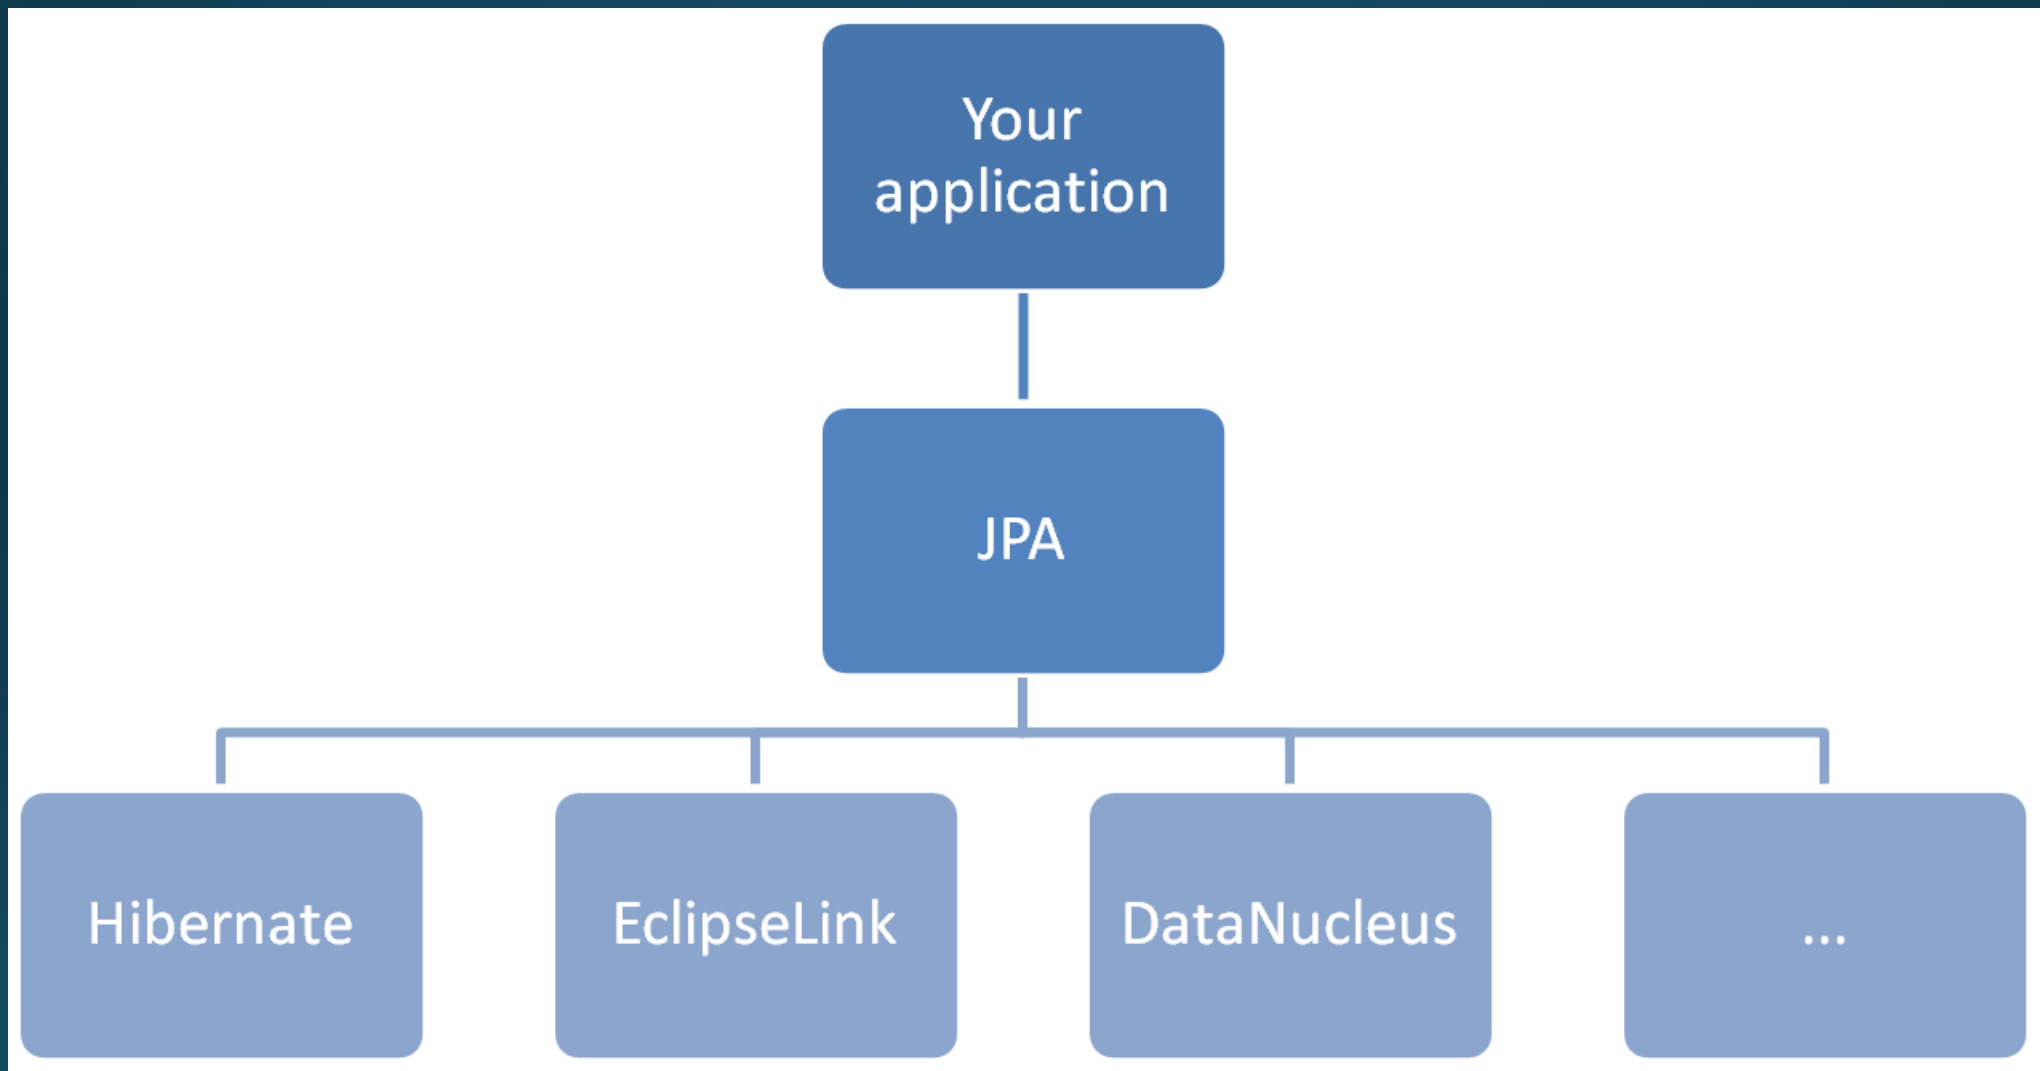 Your
application
JPA
Hibernate
EclipseLink
DataNucleus
...